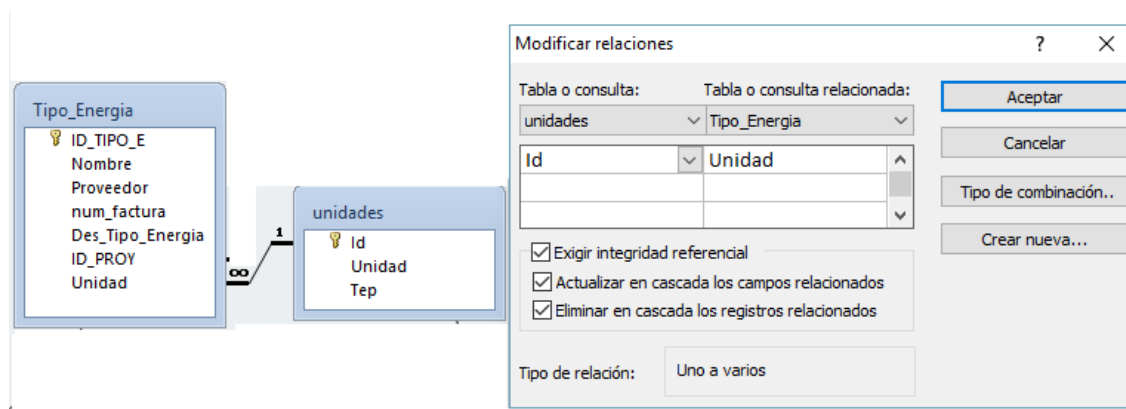 Tipo_Energia
ID_TIPO_E
Nombre
Proveedor
num_factura
Des_Tipo_Energia
ID_PROY
Unidad
1
∞
unidades
Id
Unidad
Tep
Modificar relaciones
?
Tabla o consulta: Tabla o consulta relacionada:
unidades Tipo_Energia
Id Unidad
Exigir integridad referencial
Actualizar en cascada los campos relacionados
Eliminar en cascada los registros relacionados
Tipo de relación: Uno a varios
Aceptar
Cancelar
Tipo de combinación..
Crear nueva...